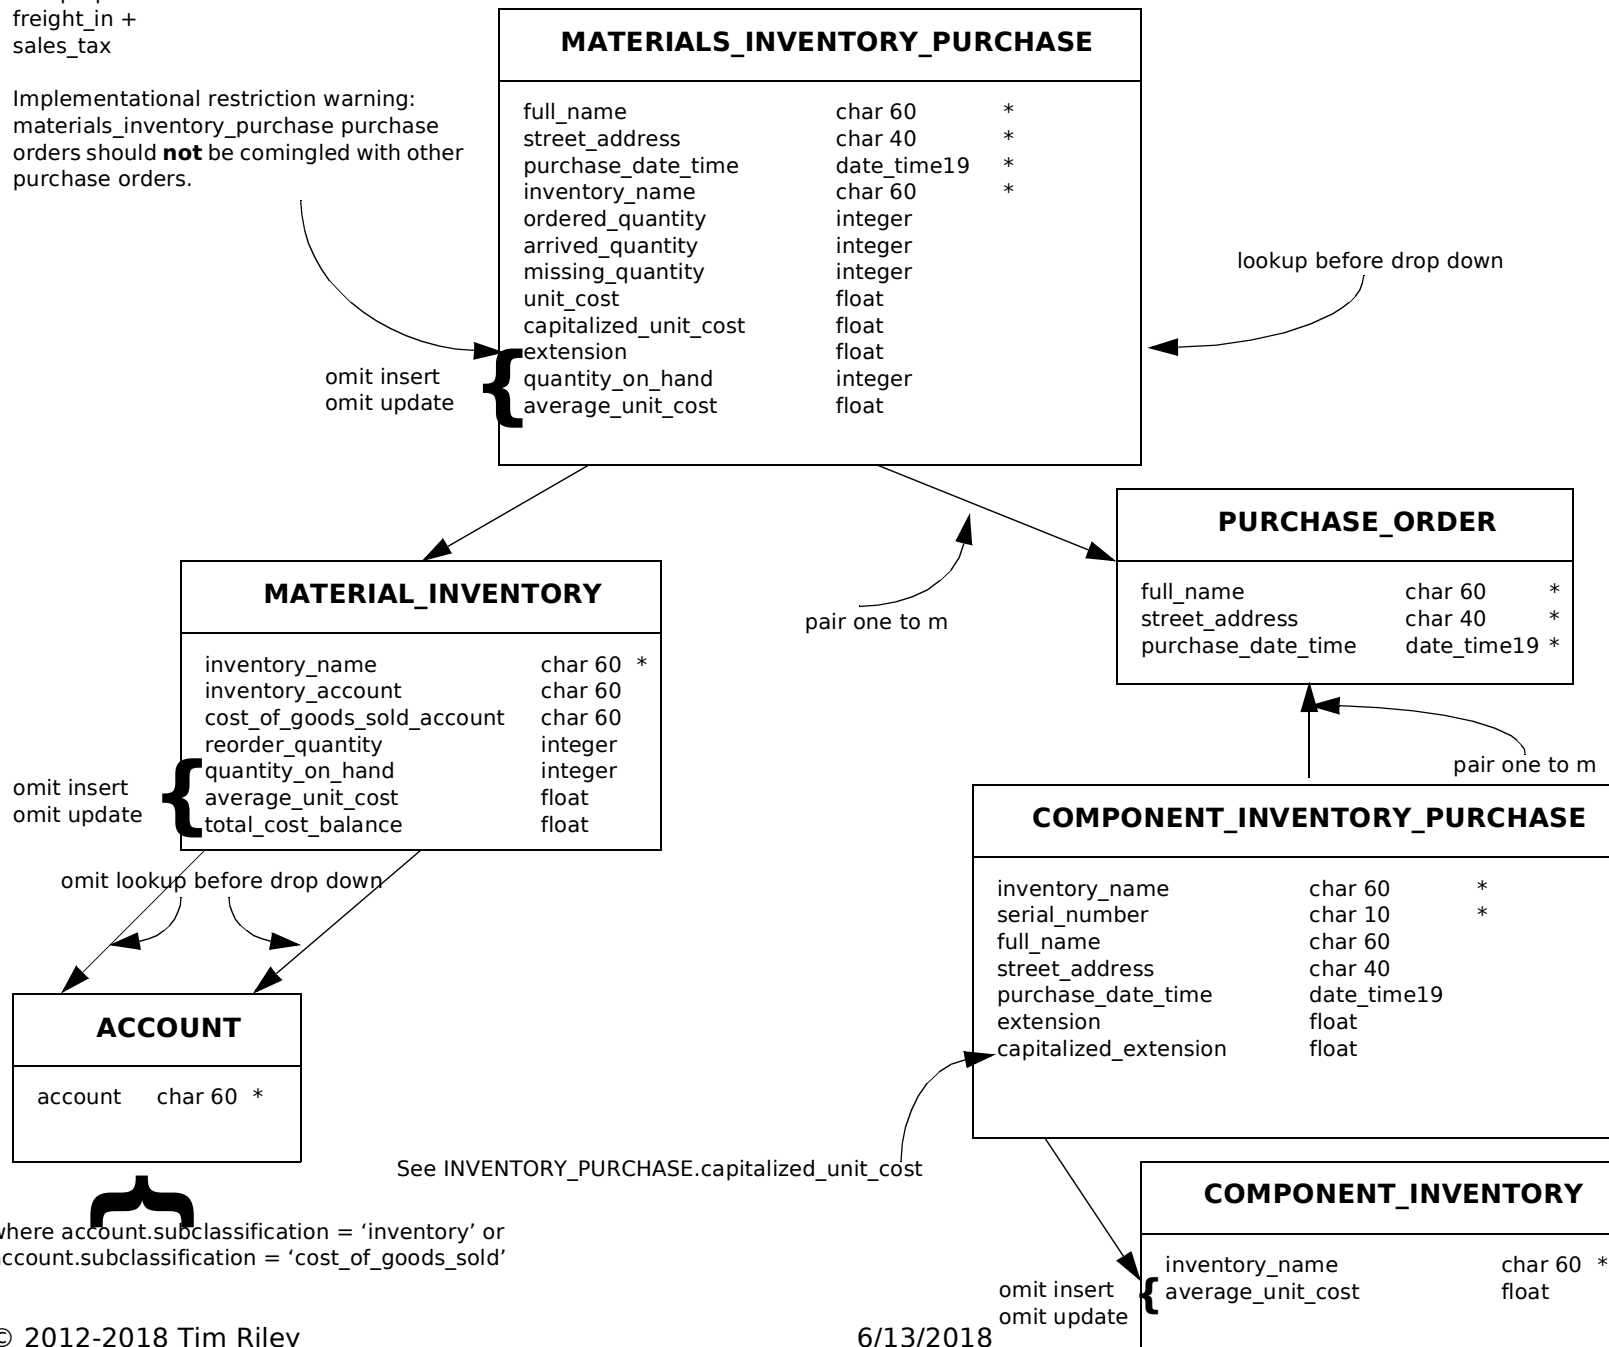 freight_in +
sales_tax
Implementational restriction warning:
materials_inventory_purchase purchase
orders should not be comingled with other
purchase orders.
MATERIALS_INVENTORY_PURCHASE
full_name char 60 *
street_address char 40 *
purchase_date_time date_time19 *
inventory_name char 60 *
ordered_quantity integer
arrived_quantity integer
missing_quantity integer
unit_cost float
capitalized_unit_cost float
extension float
quantity_on_hand integer
average_unit_cost float
omit insert
omit update
lookup before drop down
MATERIAL_INVENTORY
inventory_name char 60 *
inventory_account char 60
cost_of_goods_sold_account char 60
reorder_quantity integer
quantity_on_hand integer
average_unit_cost float
total_cost_balance float
omit insert
omit update
pair one to m
PURCHASE_ORDER
full_name char 60 *
street_address char 40 *
purchase_date_time date_time19 *
pair one to m
omit lookup before drop down
ACCOUNT
account char 60 *
where account.subclassification = ‘inventory’ or
account.subclassification = ‘cost_of_goods_sold’
COMPONENT_INVENTORY_PURCHASE
inventory_name char 60 *
serial_number char 10 *
full_name char 60
street_address char 40
purchase_date_time date_time19
extension float
capitalized_extension float
See INVENTORY_PURCHASE.capitalized_unit_cost
COMPONENT_INVENTORY
inventory_name char 60 *
average_unit_cost float
omit insert
omit update
© 2012-2018 Tim Riley
6/13/2018